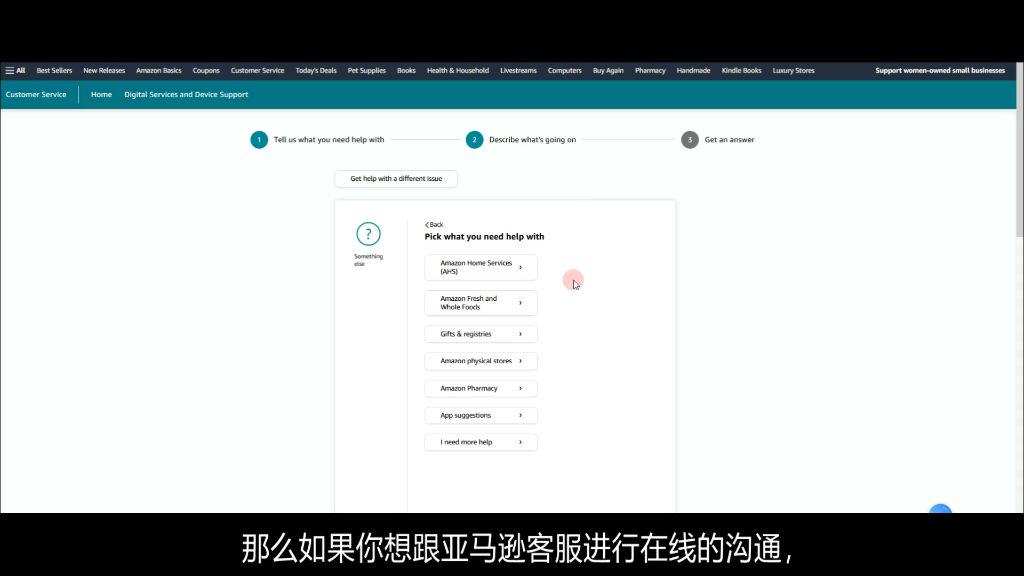 All Best Sellers New Releases Amazon Basics Coupons Customer Service Today's Deals Pet Supplies Books Health & Household Livestreams Computers Buy Again Pharmacy Handmade Kindle Books Luxury Stores Support women-owned small businesses
Customer Service Home Digital Services and Device Support
1 Tell us what you need help with 2 Describe what's going on 3 Get an answer
Get help with a different issue
?
Something
else
Back
Pick what you need help with
Amazon Home Services
(AHS)
Amazon Fresh and
Whole Foods
Gifts & registries
Amazon physical stores
Amazon Pharmacy
App suggestions
I need more help
那么如果你想跟亚马逊客服进行在线的沟通，